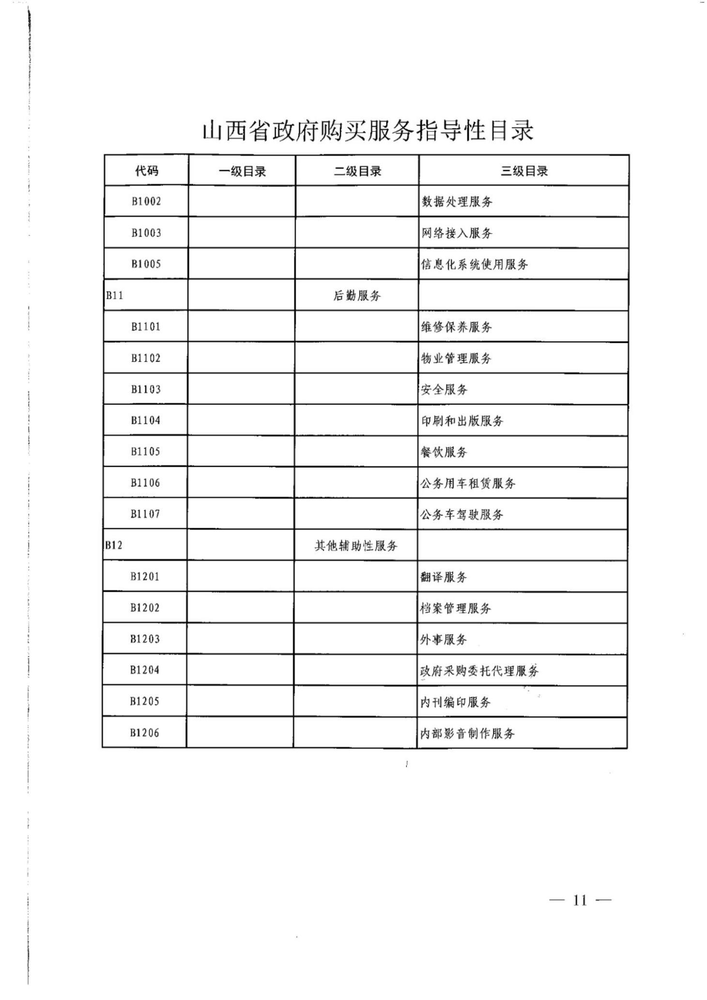 山西省政府购买服务指导性目录
代码 一级目录 二级目录 三级目录
B1002 数据处理服务
B1003 网络接入服务
B1005 信息化系统使用服务
B11 后勤服务
B1101 维修保养服务
B1102 物业管理服务
B1103 安全服务
B1104 印刷和出版服务
B1105 餐饮服务
B1106 公务用车租赁服务
B1107 公务车驾驶服务
B12 其他辅助性服务
B1201 翻译服务
B1202 档案管理服务
B1203 外事服务
B1204 政府采购委托代理服务
B1205 内刊编印服务
B1206 内部影音制作服务
— 11 —